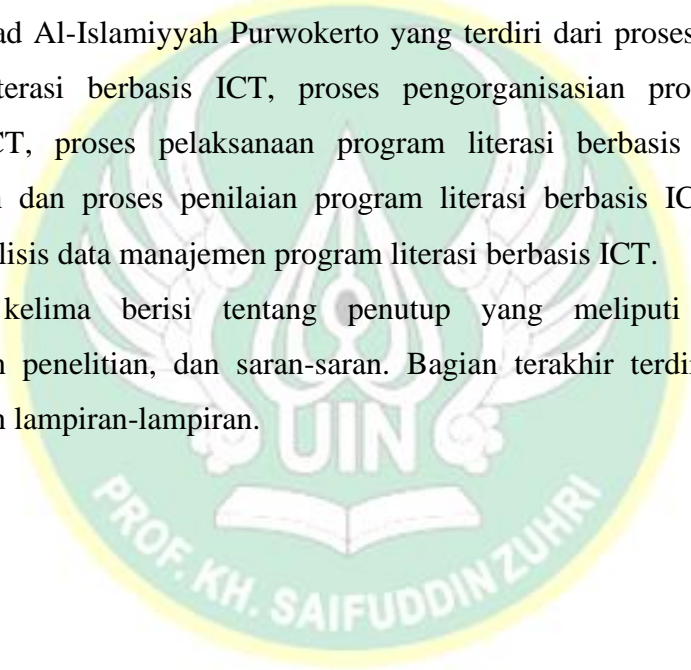 ad Al-Islamiyyah Purwokerto yang terdiri dari proses
terasi berbasis ICT, proses pengorganisasian pro
CT, proses pelaksanaan program literasi berbasis
n dan proses penilaian program literasi berbasis IC
lisis data manajemen program literasi berbasis ICT.
kelima berisi tentang penutup yang meliputi
n penelitian, dan saran-saran. Bagian terakhir terdi
n lampiran-lampiran.
UIN
PROF. KH. SAIFUDDIN ZUHRI